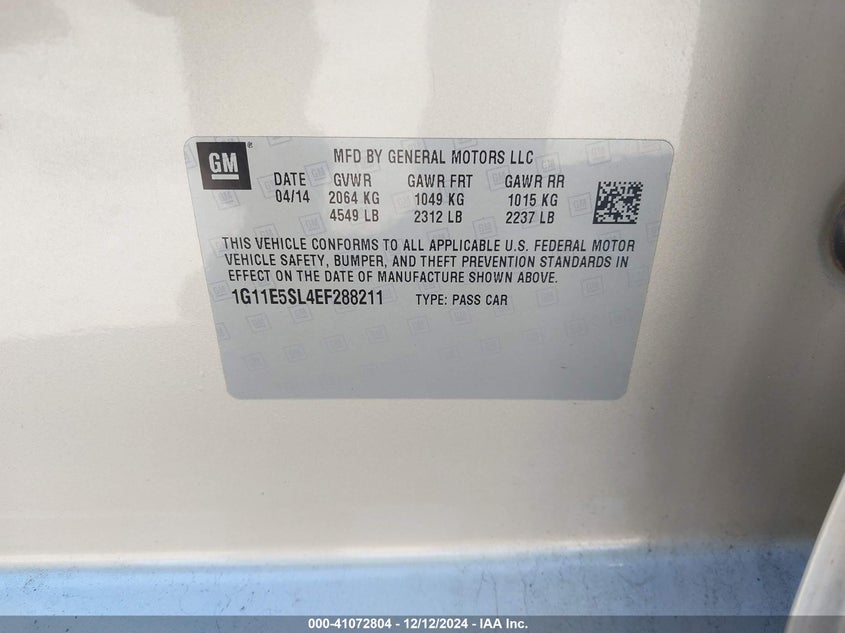 GM ®
MFD BY GENERAL MOTORS LLC
DATE GVWR GAWR FRT GAWR RR
04/14 2064 KG 1049 KG 1015 KG
4549 LB 2312 LB 2237 LB
THIS VEHICLE CONFORMS TO ALL APPLICABLE U.S. FEDERAL MOTOR
VEHICLE SAFETY, BUMPER, AND THEFT PREVENTION STANDARDS IN
EFFECT ON THE DATE OF MANUFACTURE SHOWN ABOVE.
1G11E5SL4EF288211 TYPE: PASS CAR
000-41072804 - 12/12/2024 - IAA Inc.